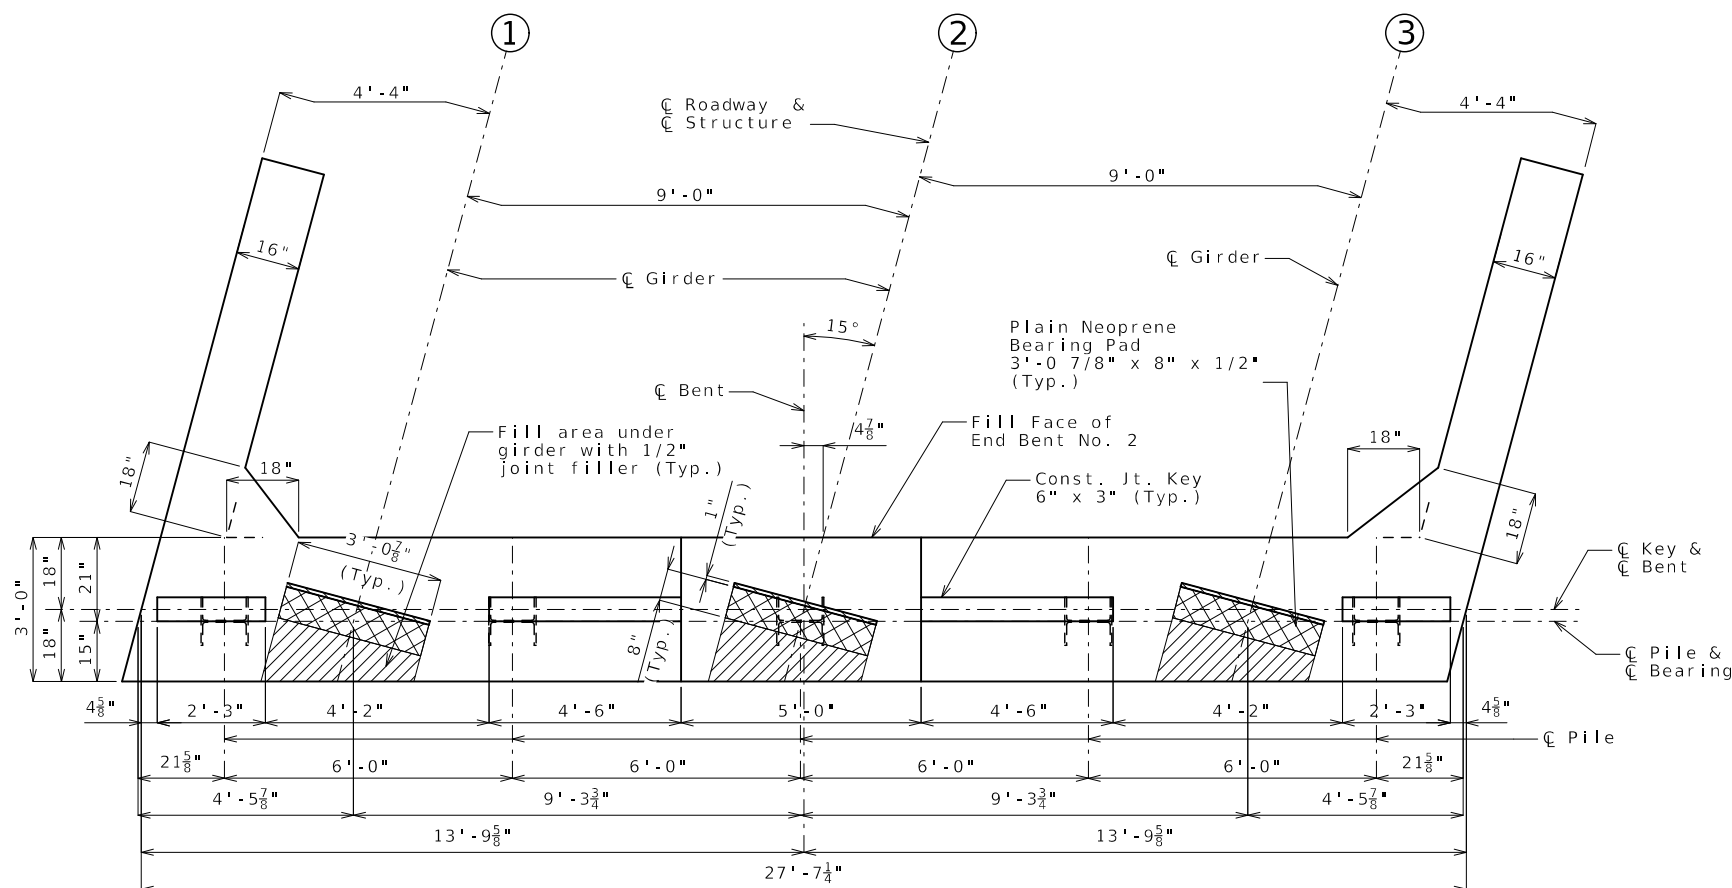 1
2
3
4'-4"
℄ Roadway &
℄ Structure
4'-4"
9'-0"
9'-0"
16"
℄ Girder
℄ Girder
16"
15°
Plain Neoprene
Bearing Pad
3'-0 7/8" x 8" x 1/2"
(Typ.)
℄ Bent
Fill area under
girder with 1/2"
joint filler (Typ.)
4⅞"
Fill Face of
End Bent No. 2
18"
18"
18"
Const. Jt. Key
6" x 3" (Typ.)
1"
(Typ.)
18"
3'-0⅞"
(Typ.)
℄ Key &
℄ Bent
3'-0"
18"
21"
18"
15"
8"
(Typ.)
℄ Pile &
℄ Bearing
4⅝"
2'-3"
4'-2"
4'-6"
5'-0"
4'-6"
4'-2"
2'-3"
4⅝"
℄ Pile
21⅝"
6'-0"
6'-0"
6'-0"
6'-0"
21⅝"
4'-5⅞"
9'-3¾"
9'-3¾"
4'-5⅞"
13'-9⅝"
13'-9⅝"
27'-7¼"